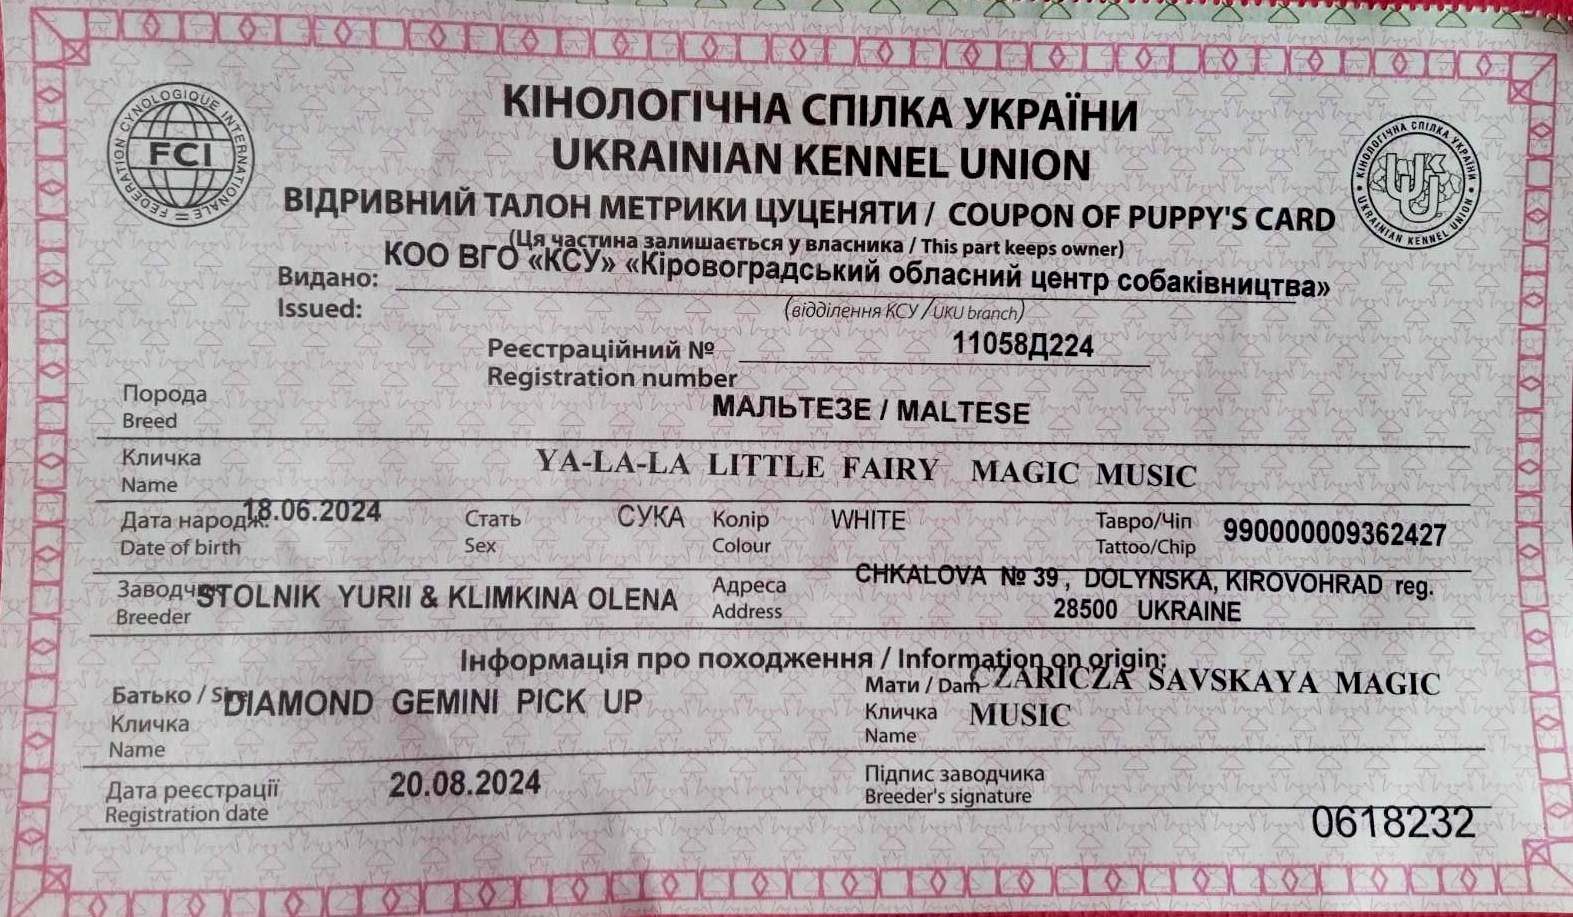 FEDERATION CYNOLOGIQUE INTERNATIONALE
FCI
КІНОЛОГІЧНА СПІЛКА УКРАЇНИ
UKRAINIAN KENNEL UNION
КІНОЛОГІЧНА СПІЛКА УКРАЇНИ
UKU
UKRAINIAN KENNEL UNION
ВІДРИВНИЙ ТАЛОН МЕТРИКИ ЦУЦЕНЯТИ / COUPON OF PUPPY'S CARD
(Ця частина залишається у власника / This part keeps owner)
Видано: КОО ВГО «КСУ» «Кіровоградський обласний центр собаківництва»
Issued: (відділення КСУ / UKU branch)
Реєстраційний № 11058Д224
Registration number
Порода МАЛЬТЕЗЕ / MALTESE
Breed
Кличка YA-LA-LA LITTLE FAIRY MAGIC MUSIC
Name
Дата народж. 18.06.2024 Стать СУКА Колір WHITE Тавро/Чіп 990000009362427
Date of birth Sex Colour Tattoo/Chip
Заводчик STOLNIK YURII & KLIMKINA OLENA Адреса CHKALOVA № 39 , DOLYNSKA, KIROVOHRAD reg.
Breeder Address 28500 UKRAINE
Інформація про походження / Information on origin:
Батько / Sire DIAMOND GEMINI PICK UP Мати / Dam CZARICZA SAVSKAYA MAGIC
Кличка Кличка MUSIC
Name Name
Дата реєстрації 20.08.2024 Підпис заводчика
Registration date Breeder's signature
0618232